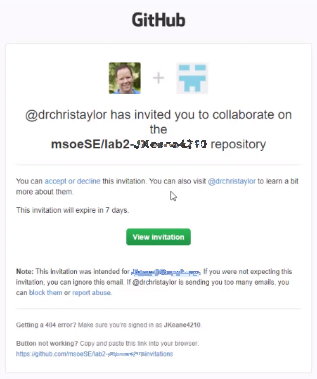 GitHub
@drchristaylor has invited you to collaborate on
the
msoeSE/lab2- repository
You can accept or decline this invitation. You can also visit @drchristaylor to learn a bit
more about them.
This invitation will expire in 7 days.
View invitation
Note: This invitation was intended for If you were not expecting this
invitation, you can ignore this email. If @drchristaylor is sending you too many emails, you
can block them or report abuse.
Getting a 404 error? Make sure you're signed in as JKeane4210.
Button not working? Copy and paste this link into your browser:
https://github.com/msoeSE/lab2- /invitations